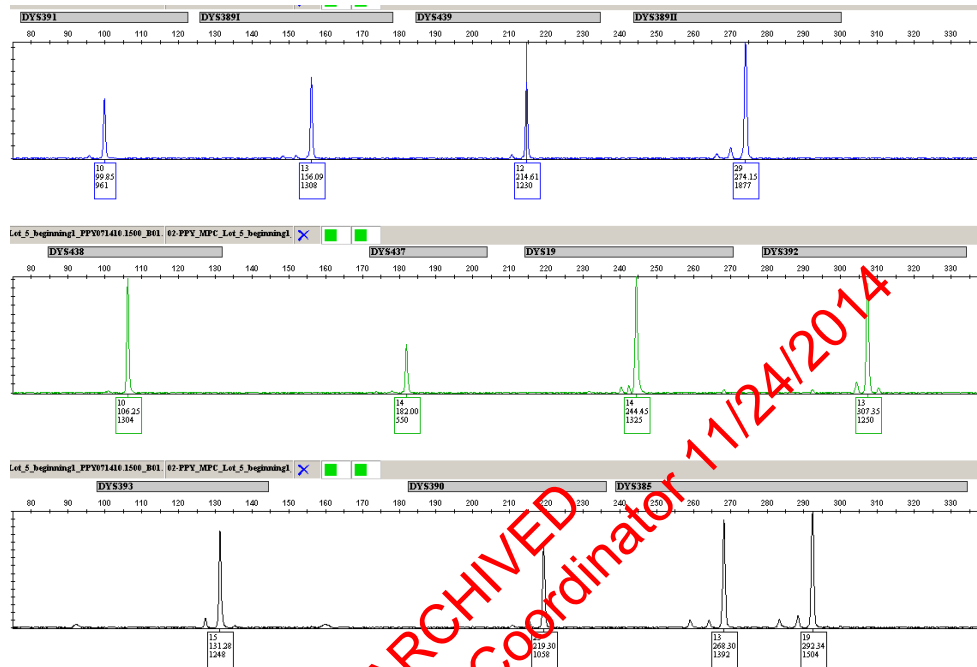 DYS391 DYS389I DYS439 DYS389II
80 90 100 110 120 130 140 150 160 170 180 190 200 210 220 230 240 250 260 270 280 290 300 310 320 330
10 13 12 29
99.85 156.09 214.61 274.15
961 1308 1230 1877
Lot_5_beginning1_PPY071410.1500_B01. 02-PPY_MPC_Lot_5_beginning1
DYS438 DYS437 DYS19 DYS392
80 90 100 110 120 130 140 150 160 170 180 190 200 210 220 230 240 250 260 270 280 290 300 310 320 330
10 14 14 13
106.25 182.00 244.45 307.35
1304 550 1325 1250
Lot_5_beginning1_PPY071410.1500_B01. 02-PPY_MPC_Lot_5_beginning1
DYS393 DYS390 DYS385
80 90 100 110 120 130 140 150 160 170 180 190 200 210 220 230 240 250 260 270 280 290 300 310 320 330
15 13 19
131.28 219.30 268.30 292.34
1248 1058 1392 1504
ARCHIVED
Coordinator 11/24/2014